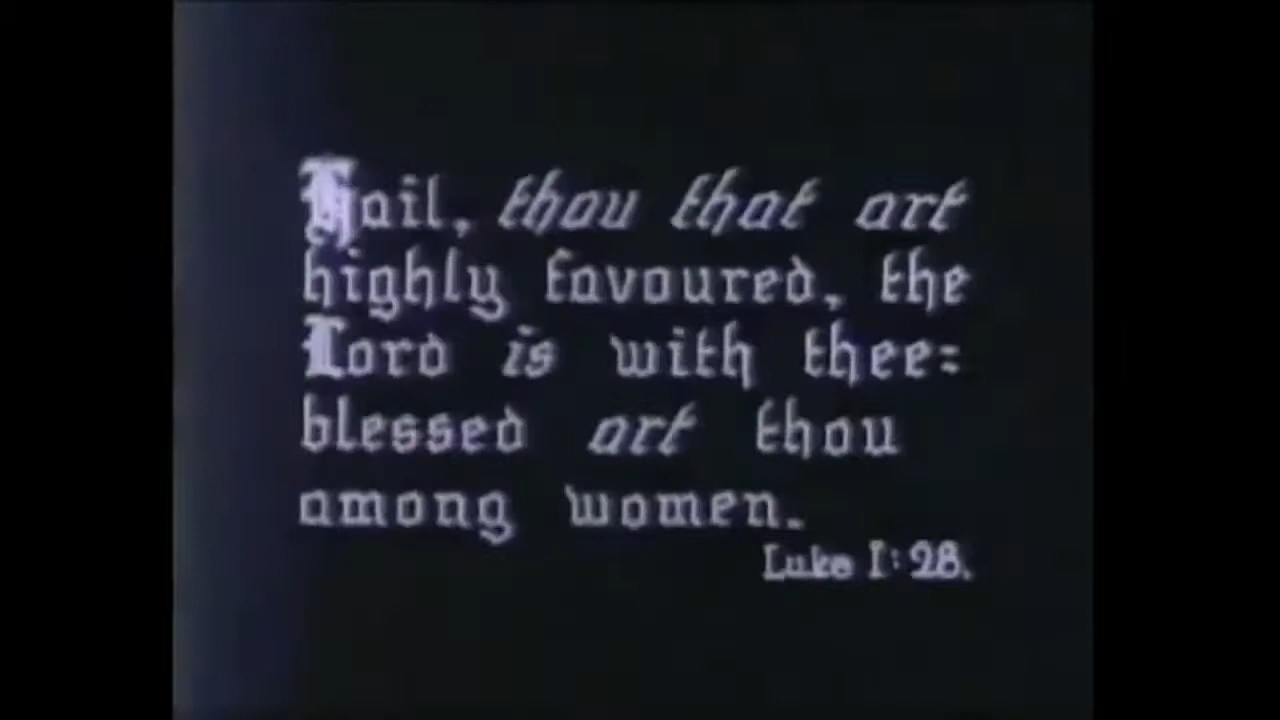 Hail, thou that art
highly favoured, the
Lord is with thee:
blessed art thou
among women.
Luke I: 28.